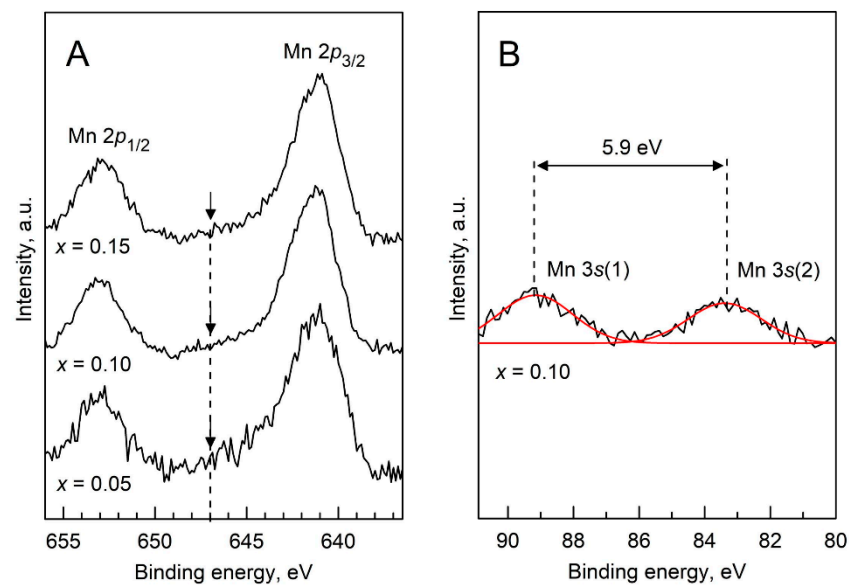 A
Mn 2p3/2
Mn 2p1/2
x = 0.15
x = 0.10
x = 0.05
Intensity, a.u.
655 650 645 640
Binding energy, eV
B
5.9 eV
Mn 3s(1) Mn 3s(2)
x = 0.10
Intensity, a.u.
90 88 86 84 82 80
Binding energy, eV